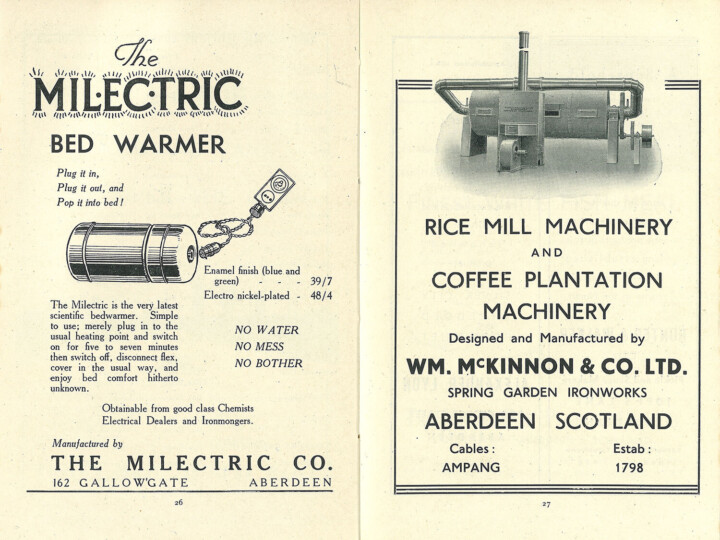 The
MILECTRIC
BED WARMER
Plug it in,
Plug it out, and
Pop it into bed!
Enamel finish (blue and
green) - - - 39/7
Electro nickel-plated - 48/4
The Milectric is the very latest
scientific bedwarmer. Simple
to use; merely plug in to the
usual heating point and switch
on for five to seven minutes
then switch off, disconnect flex,
cover in the usual way, and
enjoy bed comfort hitherto
unknown.
NO WATER
NO MESS
NO BOTHER
Obtainable from good class Chemists
Electrical Dealers and Ironmongers.
Manufactured by
THE MILECTRIC CO.
162 GALLOWGATE ABERDEEN
26
RICE MILL MACHINERY
AND
COFFEE PLANTATION
MACHINERY
Designed and Manufactured by
WM. McKINNON & CO. LTD.
SPRING GARDEN IRONWORKS
ABERDEEN SCOTLAND
Cables: Estab:
AMPANG 1798
27